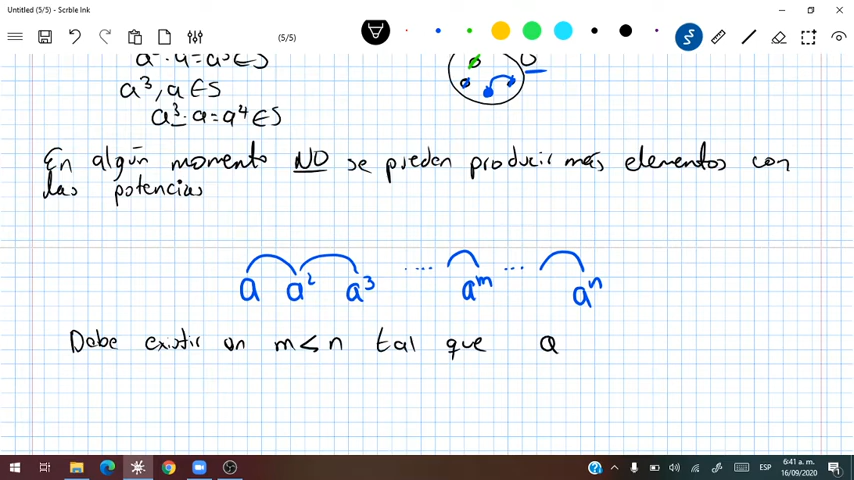 Untitled (5/5) - Scrble Ink
(5/5)
a³, a ∈ S
a³·a = a⁴ ∈ S
En algún momento NO se pueden producir más elementos con
las potencias
a a² a³ .... aᵐ ... aⁿ
Debe existir un m < n tal que a
ESP
6:41 a. m.
16/09/2020